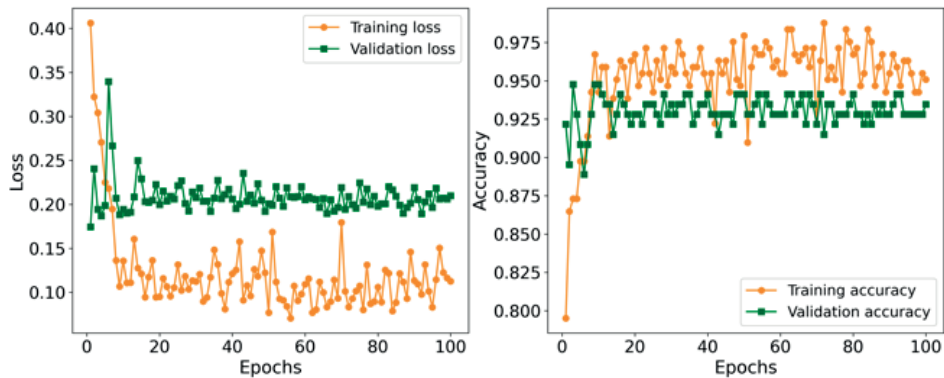 0.40
0.35
0.30
0.25
0.20
0.15
0.10
Loss
Training loss
Validation loss
0 20 40 60 80 100
Epochs
0.975
0.950
0.925
0.900
0.875
0.850
0.825
0.800
Accuracy
Training accuracy
Validation accuracy
0 20 40 60 80 100
Epochs